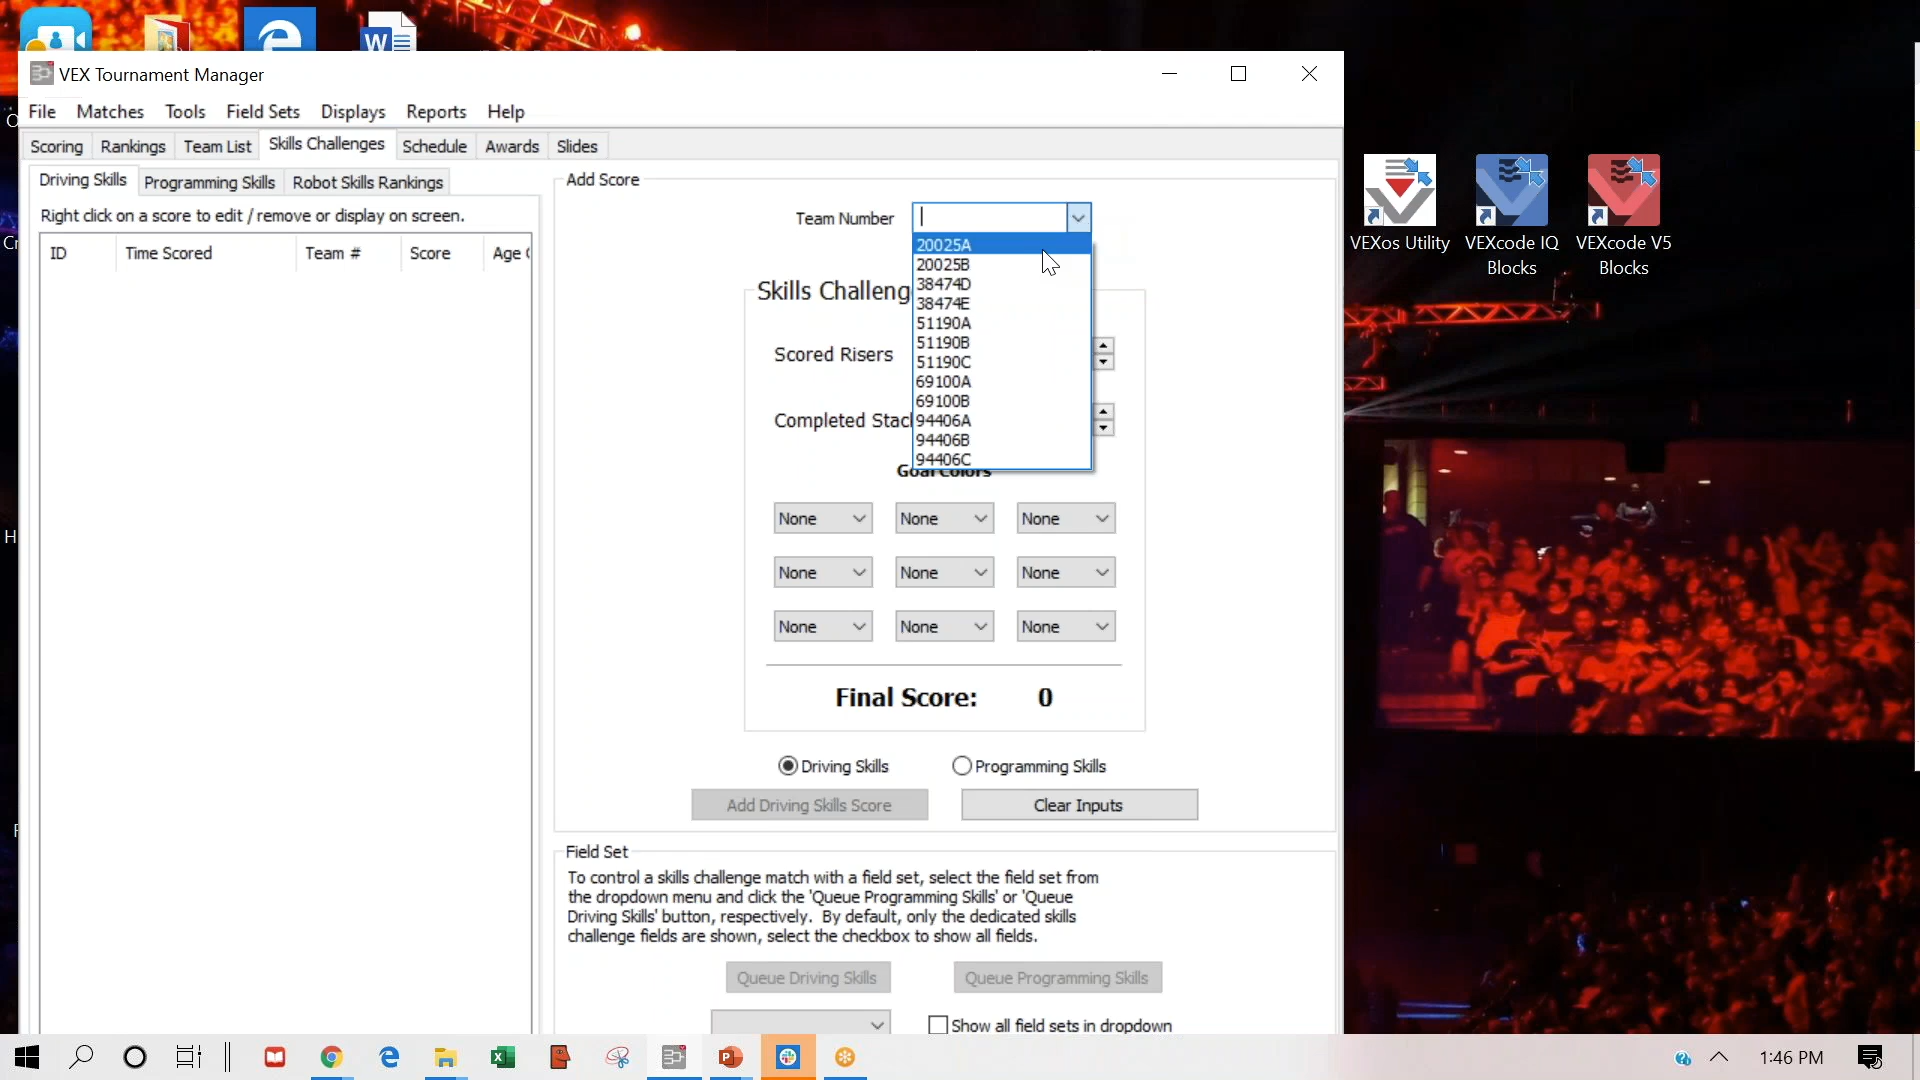 VEX Tournament Manager
File Matches Tools Field Sets Displays Reports Help
Scoring Rankings Team List Skills Challenges Schedule Awards Slides
Driving Skills Programming Skills Robot Skills Rankings
Right click on a score to edit / remove or display on screen.
ID Time Scored Team # Score Age
Add Score
Team Number
20025A
20025B
38474D
38474E
51190A
51190B
51190C
69100A
69100B
94406A
94406B
94406C
Skills Challeng
Scored Risers
Completed Stac
Goal Colors
None None None
None None None
None None None
Final Score: 0
Driving Skills Programming Skills
Add Driving Skills Score Clear Inputs
Field Set
To control a skills challenge match with a field set, select the field set from
the dropdown menu and click the 'Queue Programming Skills' or 'Queue
Driving Skills' button, respectively. By default, only the dedicated skills
challenge fields are shown, select the checkbox to show all fields.
Queue Driving Skills Queue Programming Skills
Show all field sets in dropdown
VEXos Utility
VEXcode IQ
Blocks
VEXcode V5
Blocks
1:46 PM